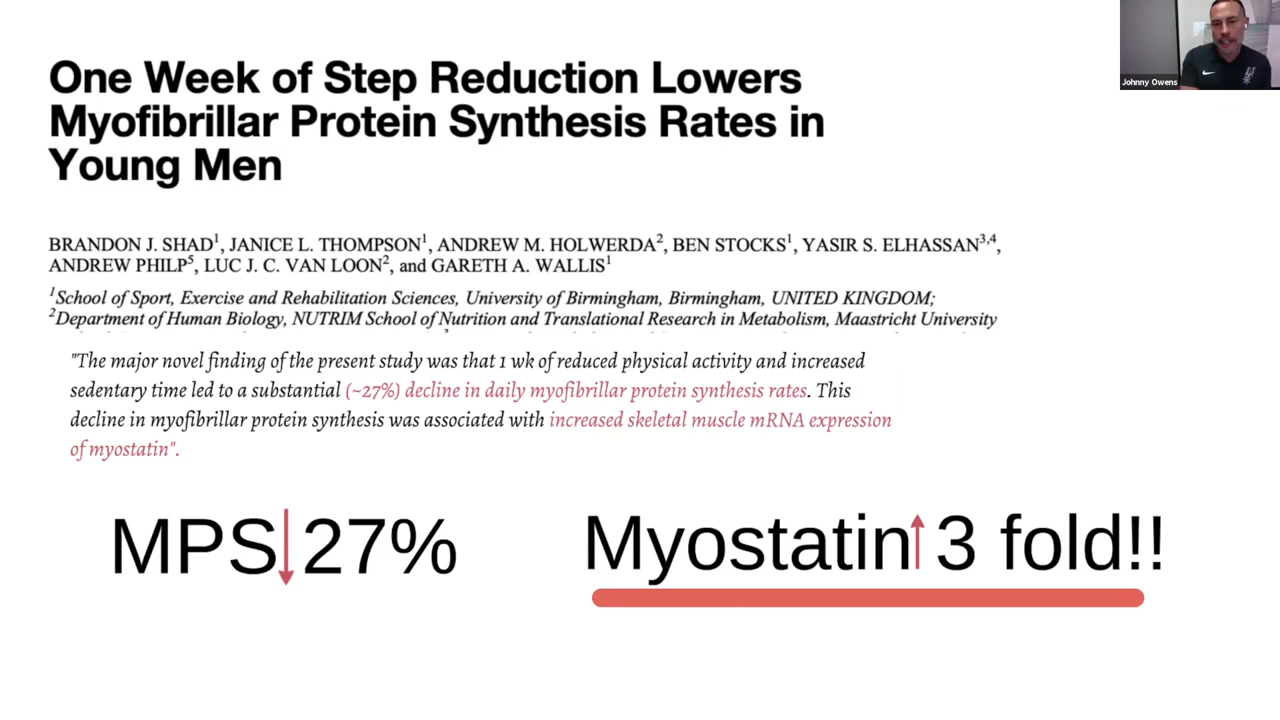 Johnny Owens
One Week of Step Reduction Lowers
Myofibrillar Protein Synthesis Rates in
Young Men
BRANDON J. SHAD1, JANICE L. THOMPSON1, ANDREW M. HOLWERDA2, BEN STOCKS1, YASIR S. ELHASSAN3,4,
ANDREW PHILP5, LUC J. C. VAN LOON2, and GARETH A. WALLIS1
1School of Sport, Exercise and Rehabilitation Sciences, University of Birmingham, Birmingham, UNITED KINGDOM;
2Department of Human Biology, NUTRIM School of Nutrition and Translational Research in Metabolism, Maastricht University
"The major novel finding of the present study was that 1 wk of reduced physical activity and increased
sedentary time led to a substantial (~27%) decline in daily myofibrillar protein synthesis rates. This
decline in myofibrillar protein synthesis was associated with increased skeletal muscle mRNA expression
of myostatin".
MPS↓27%
Myostatin↑3 fold!!